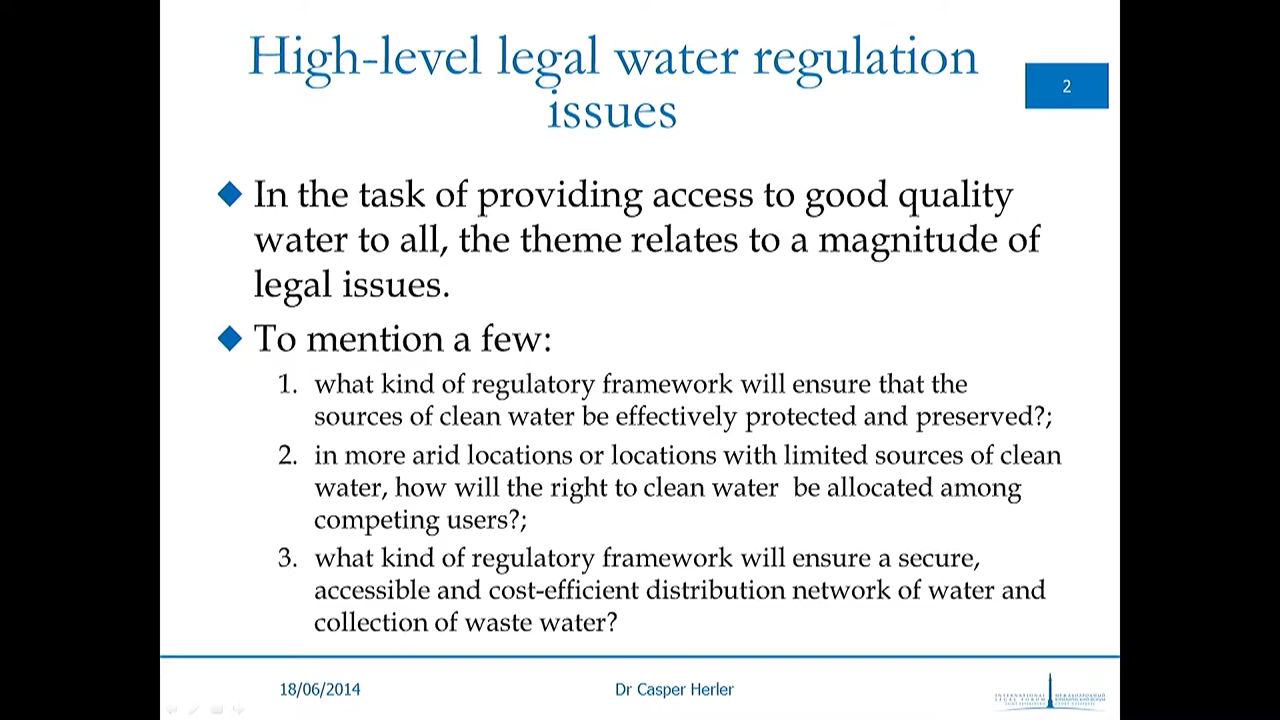 High-level legal water regulation
issues
2
◆ In the task of providing access to good quality
water to all, the theme relates to a magnitude of
legal issues.
◆ To mention a few:
1. what kind of regulatory framework will ensure that the
sources of clean water be effectively protected and preserved?;
2. in more arid locations or locations with limited sources of clean
water, how will the right to clean water be allocated among
competing users?;
3. what kind of regulatory framework will ensure a secure,
accessible and cost-efficient distribution network of water and
collection of waste water?
18/06/2014
Dr Casper Herler
INTERNATIONAL
LEGAL FORUM